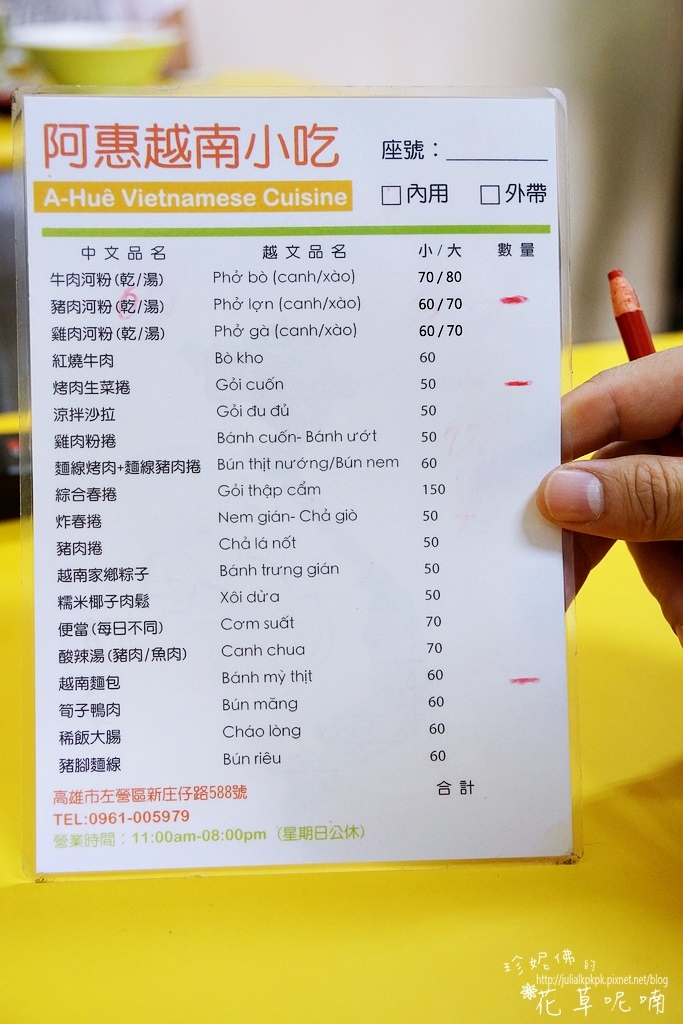 阿惠越南小吃 座號：
A-Huê Vietnamese Cuisine 內用 外帶
中文品名 越文品名 小/大 數量
牛肉河粉(乾/湯) Phở bò (canh/xào) 70/80
豬肉河粉(乾/湯) Phở lợn (canh/xào) 60/70
雞肉河粉(乾/湯) Phở gà (canh/xào) 60/70
紅燒牛肉 Bò kho 60
烤肉生菜捲 Gỏi cuốn 50
涼拌沙拉 Gỏi đu đủ 50
雞肉粉捲 Bánh cuốn- Bánh ướt 50
麵線烤肉+麵線豬肉捲 Bún thịt nướng/Bún nem 60
綜合春捲 Gỏi thập cẩm 150
炸春捲 Nem gián- Chả giò 50
豬肉捲 Chả lá nốt 50
越南家鄉粽子 Bánh trưng gián 50
糯米椰子肉鬆 Xôi dừa 50
便當(每日不同) Cơm suất 70
酸辣湯(豬肉/魚肉) Canh chua 70
越南麵包 Bánh mỳ thịt 60
筍子鴨肉 Bún măng 60
稀飯大腸 Cháo lòng 60
豬腳麵線 Bún riêu 60
合計
高雄市左營區新庄仔路588號
TEL:0961-005979
營業時間：11:00am-08:00pm (星期日公休)
珍妮佛的
http://julialkpkpk.pixnet.net/blog
花草呢喃